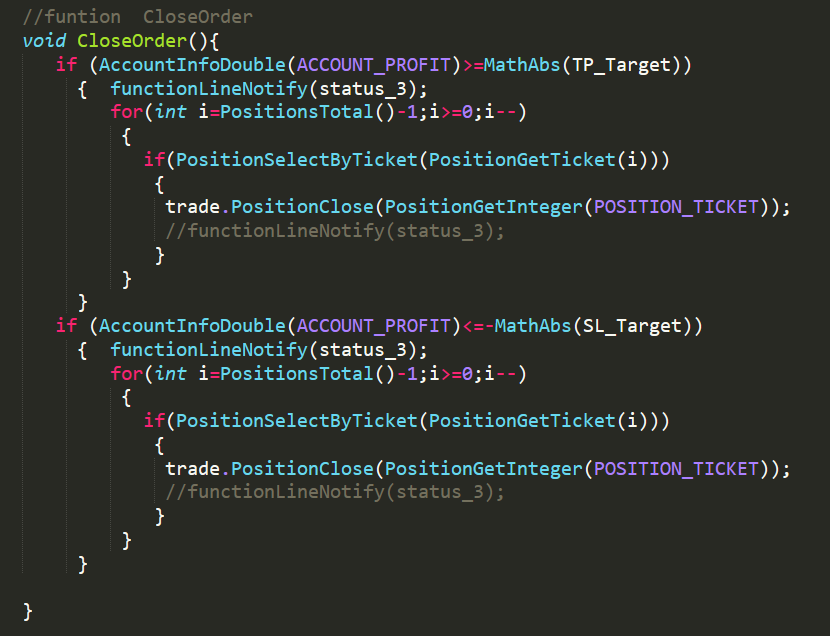 //funtion  CloseOrder
void CloseOrder(){
   if (AccountInfoDouble(ACCOUNT_PROFIT)>=MathAbs(TP_Target))
     {  functionLineNotify(status_3);
        for(int i=PositionsTotal()-1;i>=0;i--)
         {
           if(PositionSelectByTicket(PositionGetTicket(i)))
            {
             trade.PositionClose(PositionGetInteger(POSITION_TICKET));
             //functionLineNotify(status_3);
            }
         }
     }
   if (AccountInfoDouble(ACCOUNT_PROFIT)<=-MathAbs(SL_Target))
     {  functionLineNotify(status_3);
        for(int i=PositionsTotal()-1;i>=0;i--)
         {
           if(PositionSelectByTicket(PositionGetTicket(i)))
            {
             trade.PositionClose(PositionGetInteger(POSITION_TICKET));
             //functionLineNotify(status_3);
            }
         }
     }
}